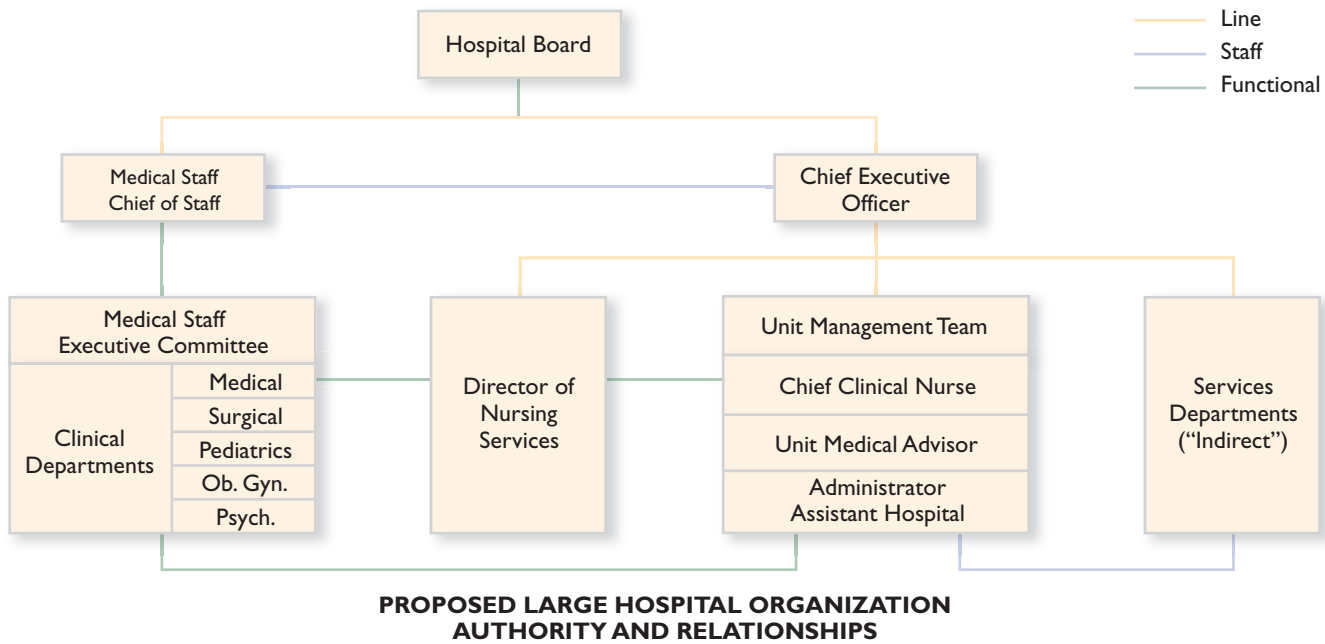 Hospital Board
Line
Staff
Functional
Medical Staff
Chief of Staff
Chief Executive
Officer
Medical Staff
Executive Committee
Clinical
Departments
Medical
Surgical
Pediatrics
Ob. Gyn.
Psych.
Director of
Nursing
Services
Unit Management Team
Chief Clinical Nurse
Unit Medical Advisor
Administrator
Assistant Hospital
Services
Departments
(“Indirect”)
PROPOSED LARGE HOSPITAL ORGANIZATION
AUTHORITY AND RELATIONSHIPS